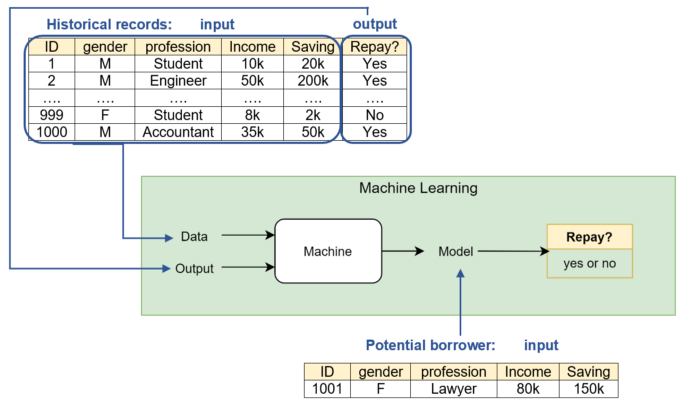 Historical records: input output
ID gender profession Income Saving Repay?
1 M Student 10k 20k Yes
2 M Engineer 50k 200k Yes
.... .... .... .... .... ....
999 F Student 8k 2k No
1000 M Accountant 35k 50k Yes
Machine Learning
Data
Output
Machine
Model
Repay?
yes or no
Potential borrower: input
ID gender profession Income Saving
1001 F Lawyer 80k 150k